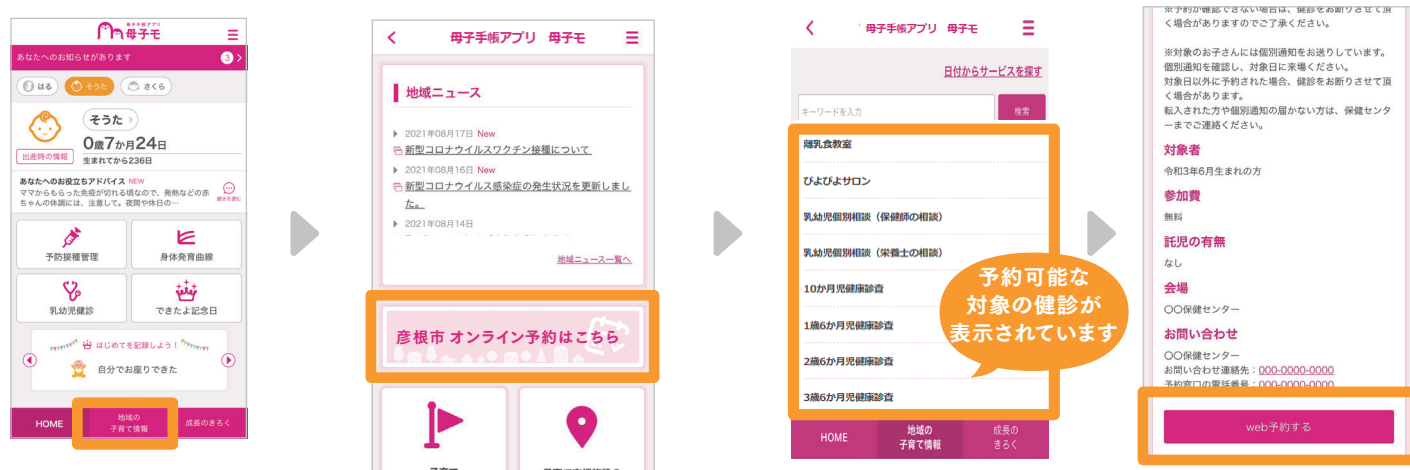 母子手帳アプリ
母子モ
あなたへのお知らせがあります
3
はる
そうた
さくら
そうた
0歳7か月24日
出産時の情報
生まれてから236日
あなたへのお役立ちアドバイス NEW
ママからもらった免疫が切れる頃なので、発熱などの赤
ちゃんの体調には、注意して。夜間や休日の…
続きを読む
予防接種管理
身体発育曲線
乳幼児健診
できたよ記念日
はじめてを記録しよう!
自分でお座りできた
HOME
地域の
子育て情報
成長のきろく
母子手帳アプリ 母子モ
地域ニュース
2021年08月17日 New
新型コロナウイルスワクチン接種について
2021年08月16日 New
新型コロナウイルス感染症の発生状況を更新しまし
た。
2021年08月14日
地域ニュース一覧へ
彦根市 オンライン予約はこちら
母子手帳アプリ 母子モ
日付からサービスを探す
キーワードを入力
検索
離乳食教室
ぴよぴよサロン
乳幼児個別相談(保健師の相談)
乳幼児個別相談(栄養士の相談)
10か月児健康診査
1歳6か月児健康診査
2歳6か月児健康診査
3歳6か月児健康診査
予約可能な
対象の健診が
表示されています
HOME
地域の
子育て情報
成長の
きろく
※予約が確認できない場合は、健診をお断りさせて頂
く場合がありますのでご了承ください。
※対象のお子さんには個別通知をお送りしています。
個別通知を確認し、対象日に来場ください。
対象日以外に予約された場合、健診をお断りさせて頂
く場合があります。
転入された方や個別通知の届かない方は、保健センタ
ーまでご連絡ください。
対象者
令和3年6月生まれの方
参加費
無料
託児の有無
なし
会場
〇〇保健センター
お問い合わせ
〇〇保健センター
お問い合わせ連絡先:000-0000-0000
予約窓口の電話番号:000-0000-0000
web予約する